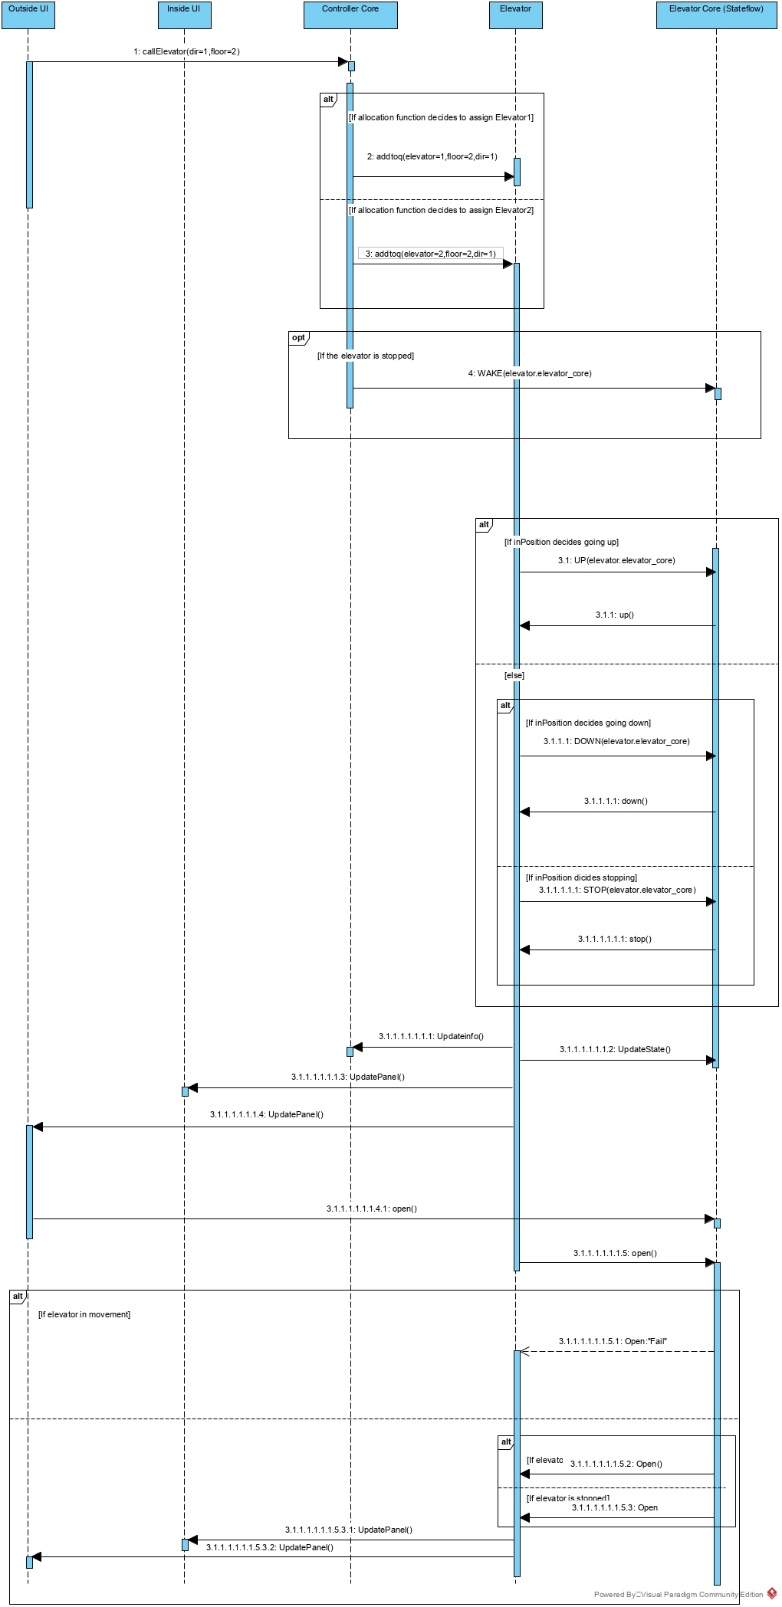 Outside UI
Inside UI
Controller Core
Elevator
Elevator Core (Stateflow)
1: callElevator(dir=1,floor=2)
alt
[If allocation function decides to assign Elevator1]
2: addtoq(elevator=1,floor=2,dir=1)
[If allocation function decides to assign Elevator2]
3: addtoq(elevator=2,floor=2,dir=1)
opt
[If the elevator is stopped]
4: WAKE(elevator.elevator_core)
alt
[If inPosition decides going up]
3.1: UP(elevator.elevator_core)
3.1.1: up()
[else]
alt
[If inPosition decides going down]
3.1.1.1: DOWN(elevator.elevator_core)
3.1.1.1.1: down()
[If inPosition dicides stopping]
3.1.1.1.1.1: STOP(elevator.elevator_core)
3.1.1.1.1.1.1: stop()
3.1.1.1.1.1.1.1: Updateinfo()
3.1.1.1.1.1.1.2: UpdateState()
3.1.1.1.1.1.1.3: UpdatePanel()
3.1.1.1.1.1.1.4: UpdatePanel()
3.1.1.1.1.1.1.4.1: open()
3.1.1.1.1.1.1.5: open()
alt
[If elevator in movement]
3.1.1.1.1.1.1.5.1: Open:"Fail"
alt
[If elevato
3.1.1.1.1.1.1.5.2: Open()
[If elevator is stopped]
3.1.1.1.1.1.1.5.3: Open
3.1.1.1.1.1.1.5.3.1: UpdatePanel()
3.1.1.1.1.1.1.5.3.2: UpdatePanel()
Powered By□Visual Paradigm Community Edition